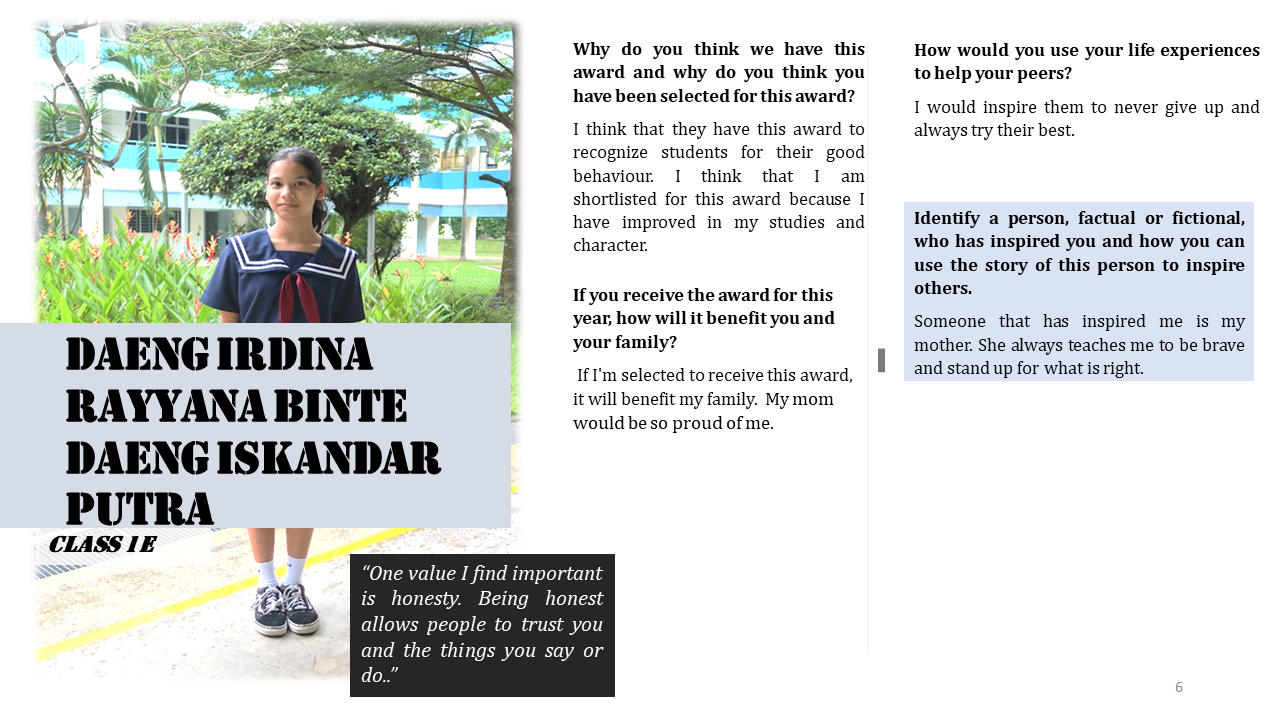 DAENG IRDINA
RAYYANA BINTE
DAENG ISKANDAR
PUTRA
CLASS 1E
“One value I find important
is honesty. Being honest
allows people to trust you
and the things you say or
do..”
Why do you think we have this
award and why do you think you
have been selected for this award?
I think that they have this award to
recognize students for their good
behaviour. I think that I am
shortlisted for this award because I
have improved in my studies and
character.
If you receive the award for this
year, how will it benefit you and
your family?
If I'm selected to receive this award,
it will benefit my family. My mom
would be so proud of me.
How would you use your life experiences
to help your peers?
I would inspire them to never give up and
always try their best.
Identify a person, factual or fictional,
who has inspired you and how you can
use the story of this person to inspire
others.
Someone that has inspired me is my
mother. She always teaches me to be brave
and stand up for what is right.
6